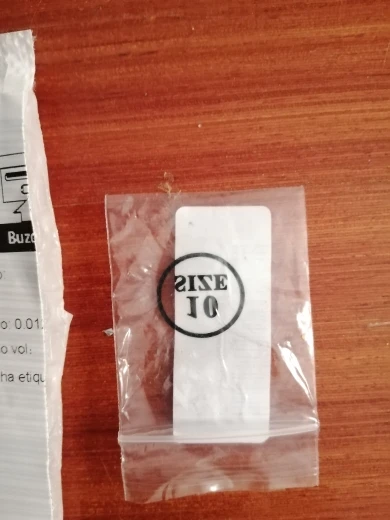 Buzo
o: 0.01
o vol:
ha etiqu
SIZE
10